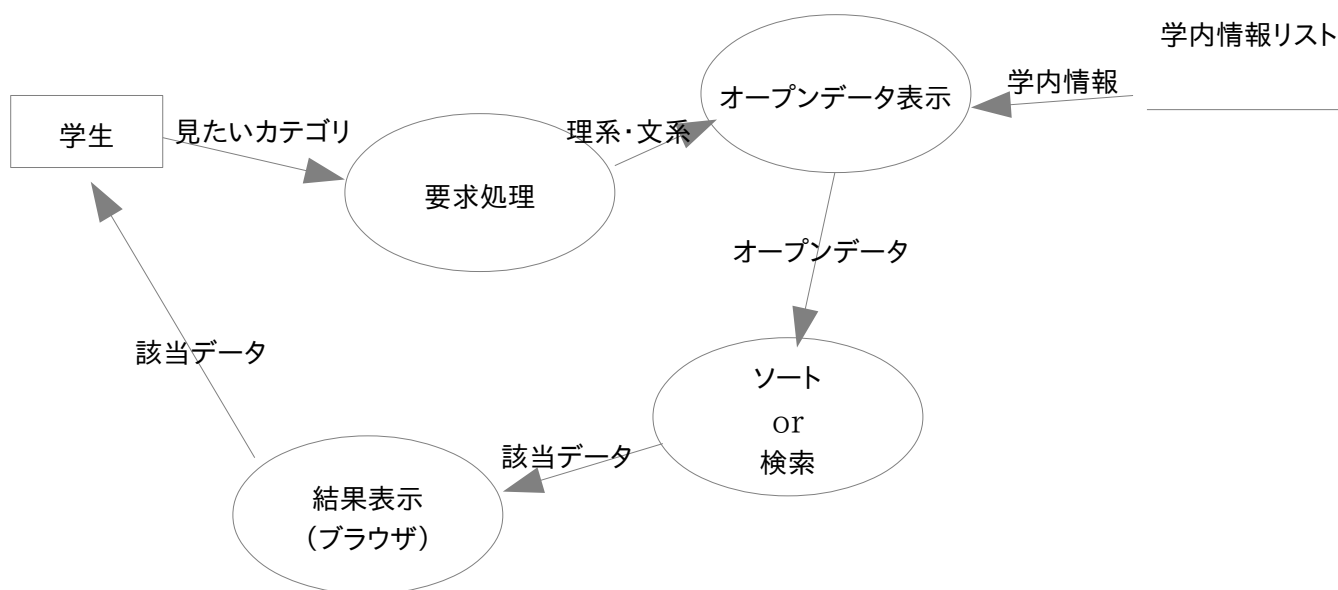 学内情報リスト
学内情報
オープンデータ表示
学生
見たいカテゴリ
理系・文系
要求処理
オープンデータ
該当データ
ソート
or
検索
該当データ
結果表示
（ブラウザ）